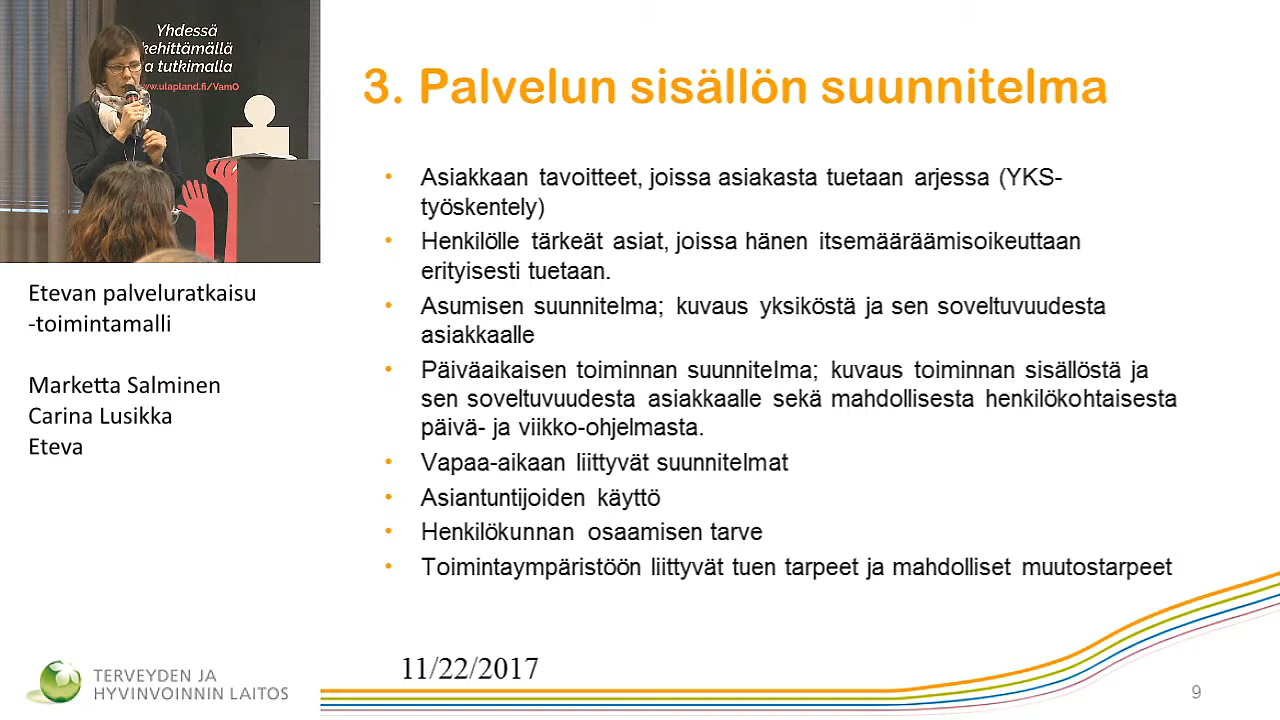 Yhdessä
kehittämällä
ja tutkimalla
www.ulapland.fi/VamO
3. Palvelun sisällön suunnitelma
• Asiakkaan tavoitteet, joissa asiakasta tuetaan arjessa (YKS-
työskentely)
• Henkilölle tärkeät asiat, joissa hänen itsemääräämisoikeuttaan
erityisesti tuetaan.
• Asumisen suunnitelma; kuvaus yksiköstä ja sen soveltuvuudesta
asiakkaalle
• Päiväaikaisen toiminnan suunnitelma; kuvaus toiminnan sisällöstä ja
sen soveltuvuudesta asiakkaalle sekä mahdollisesta henkilökohtaisesta
päivä- ja viikko-ohjelmasta.
• Vapaa-aikaan liittyvät suunnitelmat
• Asiantuntijoiden käyttö
• Henkilökunnan osaamisen tarve
• Toimintaympäristöön liittyvät tuen tarpeet ja mahdolliset muutostarpeet
Etevan palveluratkaisu
-toimintamalli
Marketta Salminen
Carina Lusikka
Eteva
TERVEYDEN JA
HYVINVOINNIN LAITOS
11/22/2017
9